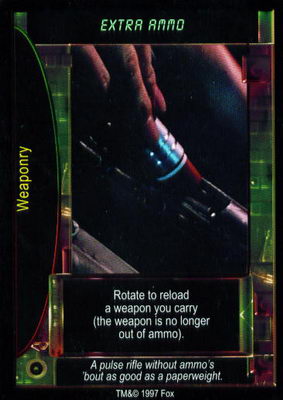 EXTRA AMMO
Weaponry
Rotate to reload
a weapon you carry
(the weapon is no longer
out of ammo).
A pulse rifle without ammo's
'bout as good as a paperweight.
TM&© 1997 Fox